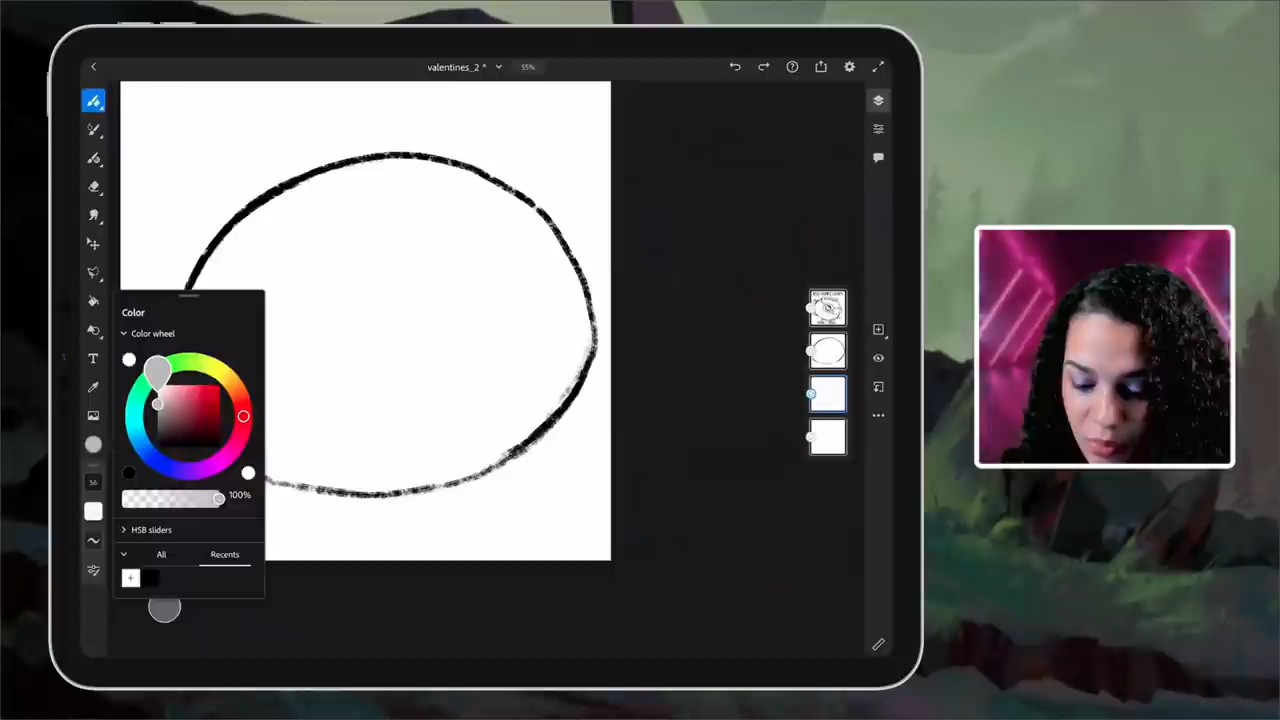 valentines_2 *
55%
Color
Color wheel
T
56
100%
HSB sliders
All
Recents